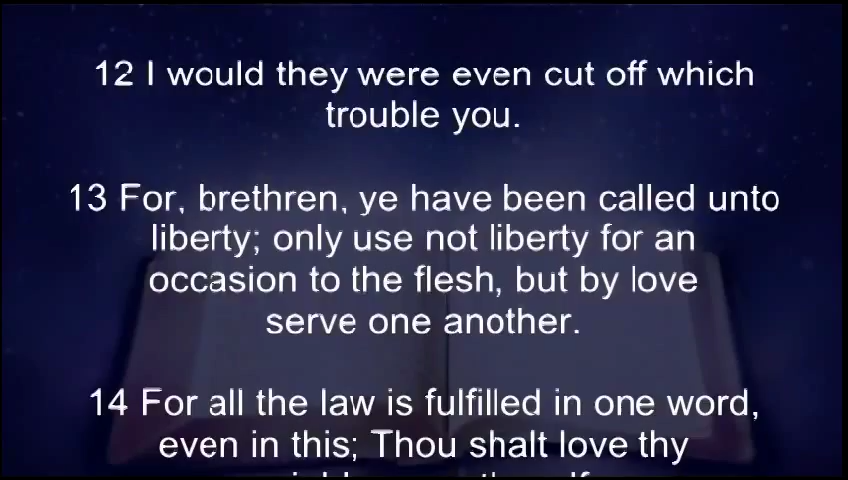 12 I would they were even cut off which
trouble you.
13 For, brethren, ye have been called unto
liberty; only use not liberty for an
occasion to the flesh, but by love
serve one another.
14 For all the law is fulfilled in one word,
even in this; Thou shalt love thy